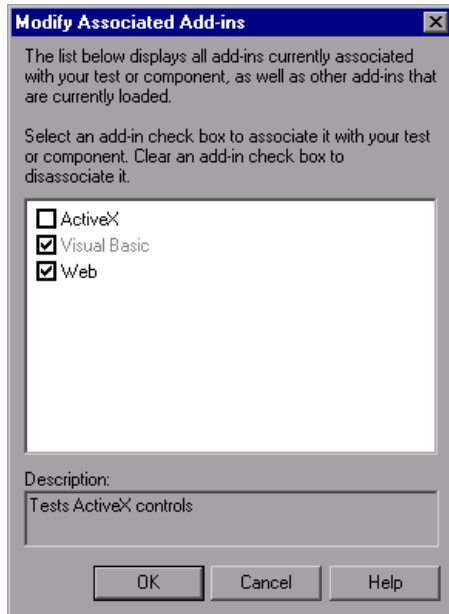 Modify Associated Add-ins
The list below displays all add-ins currently associated
with your test or component, as well as other add-ins that
are currently loaded.
Select an add-in check box to associate it with your test
or component. Clear an add-in check box to
disassociate it.
ActiveX
Visual Basic
Web
Description:
Tests ActiveX controls
OK
Cancel
Help